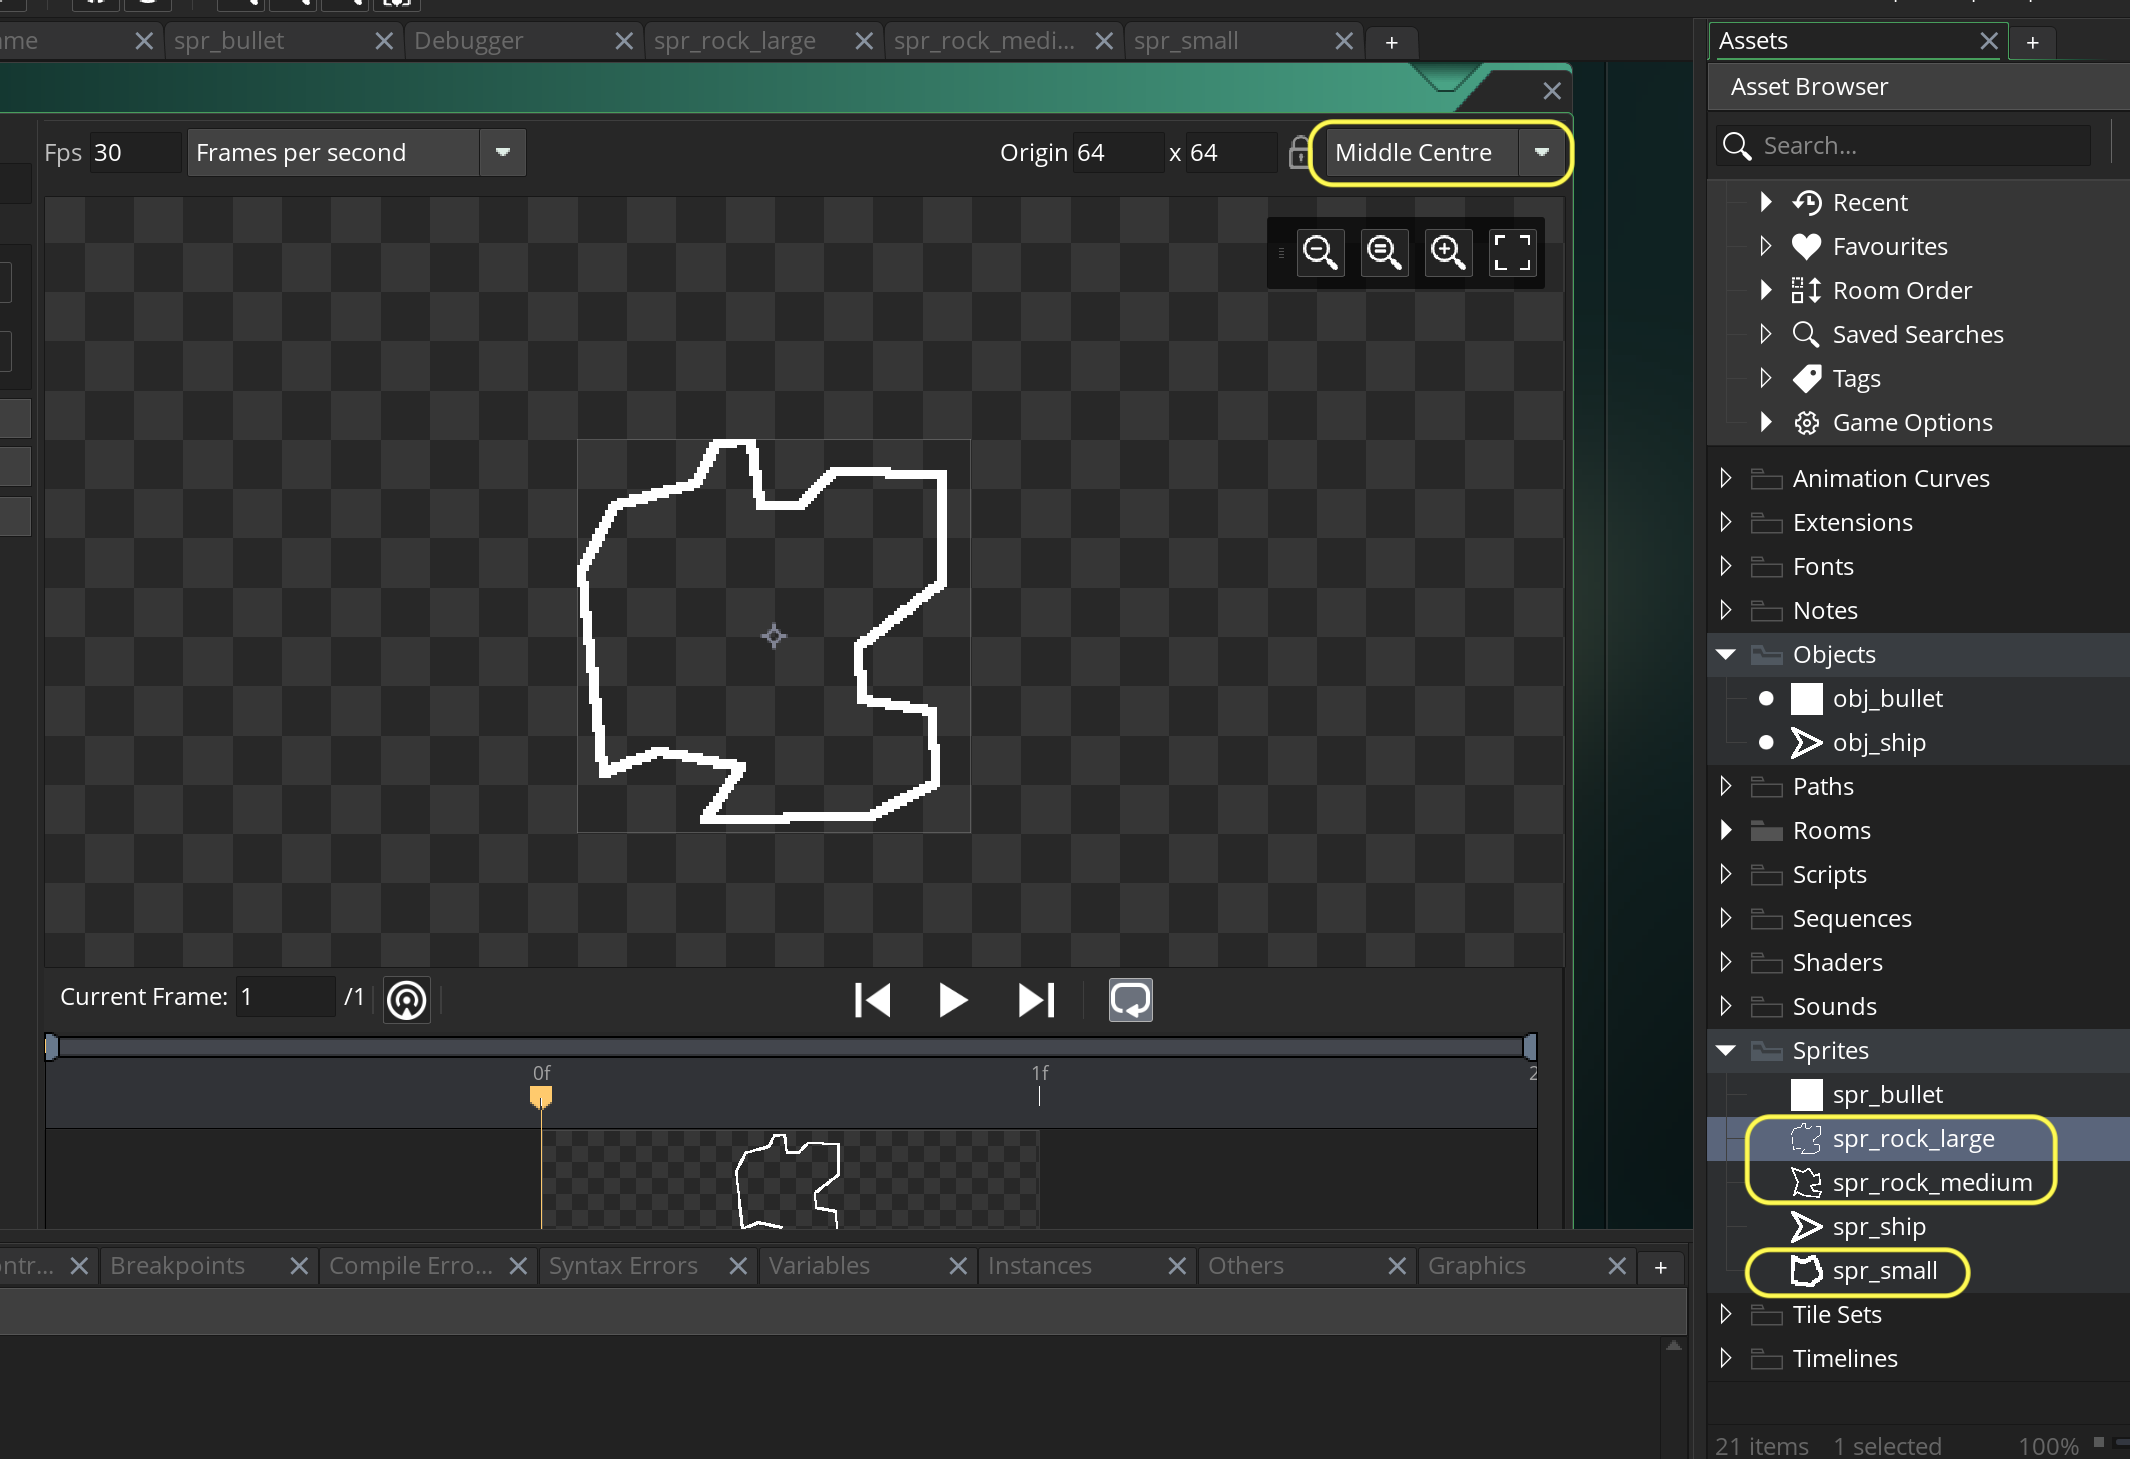 me spr_bullet Debugger spr_rock_large spr_rock_medi... spr_small +
Fps 30 Frames per second Origin 64 x 64 Middle Centre
Current Frame: 1 /1
0f 1f 2
ntr... Breakpoints Compile Erro... Syntax Errors Variables Instances Others Graphics +
Assets +
Asset Browser
Search...
Recent
Favourites
Room Order
Saved Searches
Tags
Game Options
Animation Curves
Extensions
Fonts
Notes
Objects
obj_bullet
obj_ship
Paths
Rooms
Scripts
Sequences
Shaders
Sounds
Sprites
spr_bullet
spr_rock_large
spr_rock_medium
spr_ship
spr_small
Tile Sets
Timelines
21 items 1 selected 100%